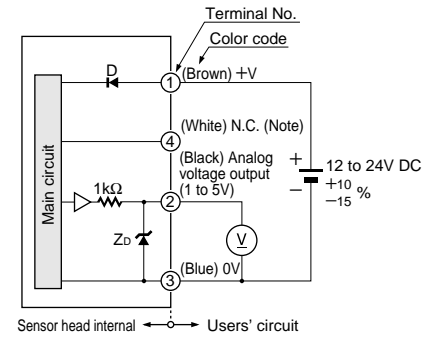 Terminal No.
Color code
D
1
(Brown) +V
4
(White) N.C. (Note)
(Black) Analog
voltage output
(1 to 5V)
+
−
12 to 24V DC
+10
−15 %
Main circuit
1kΩ
2
V
ZD
3
(Blue) 0V
Sensor head internal
Users' circuit